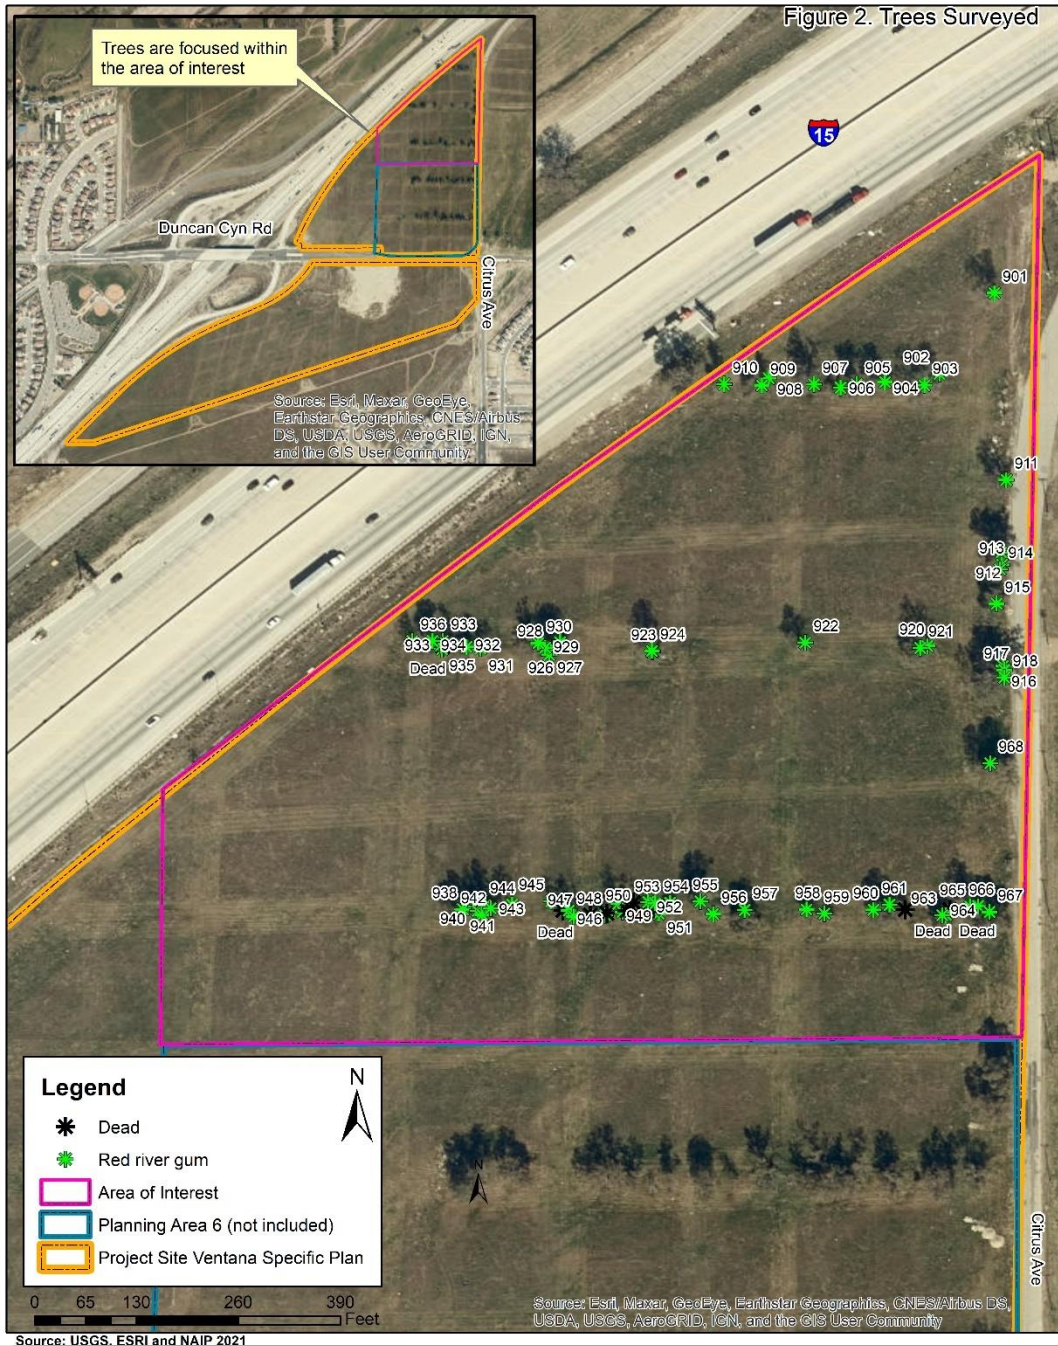 Figure 2. Trees Surveyed
Trees are focused within
the area of interest
15
Duncan Cyn Rd
Citrus Ave
Source: Esri, Maxar, GeoEye,
Earthstar Geographics, CNES/Airbus
DS, USDA, USGS, AeroGRID, IGN,
and the GIS User Community
901
902
910 909 907 905 903
908 906 904
911
913 914
912
915
936 933 928 930 923 924 922 920 921
933 934 932 929
Dead 935 931 926 927
917 918
916
968
938 942 944 945 947 948 950 953 954 955 956 957 958 959 960 961 963 965 966 967
940 941 943 946 949 952 964
Dead 951 Dead Dead
Legend
N
Dead
Red river gum
Area of Interest
Planning Area 6 (not included)
Project Site Ventana Specific Plan
N
Citrus Ave
0 65 130 260 390
Feet
Source: Esri, Maxar, GeoEye, Earthstar Geographics, CNES/Airbus DS,
USDA, USGS, AeroGRID, IGN, and the GIS User Community
Source: USGS, ESRI and NAIP 2021